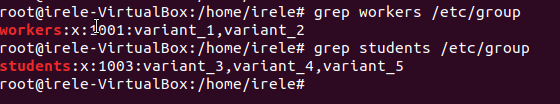 root@irele-VirtualBox:/home/irele# grep workers /etc/group
workers:x:1001:variant_1,variant_2
root@irele-VirtualBox:/home/irele# grep students /etc/group
students:x:1003:variant_3,variant_4,variant_5
root@irele-VirtualBox:/home/irele#